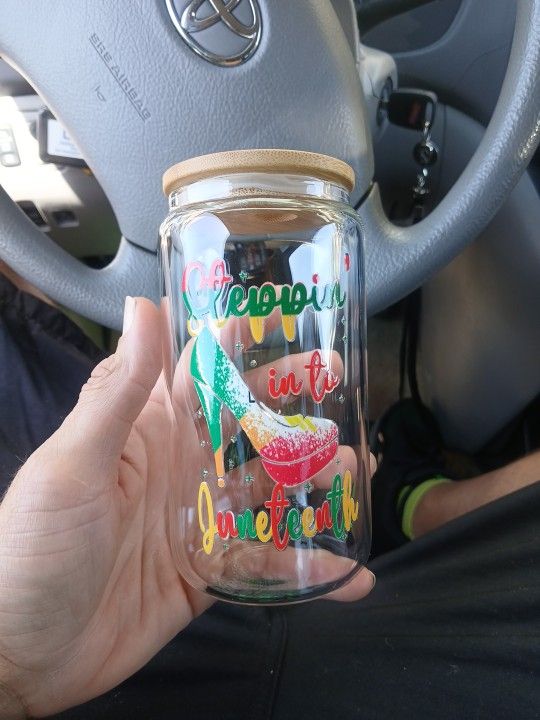 SRS AIRBAG
Steppin'
in to
Juneteenth